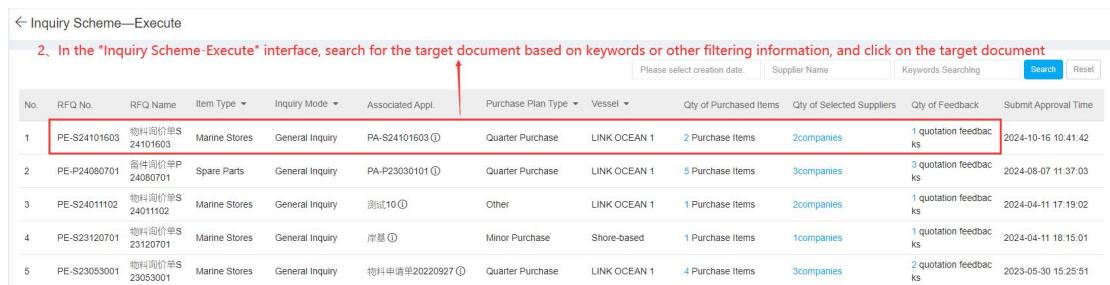 ← Inquiry Scheme—Execute
2、In the "Inquiry Scheme-Execute" interface, search for the target document based on keywords or other filtering information, and click on the target document
Please select creation date. Supplier Name Keywords Searching Search Reset
No. RFQ No. RFQ Name Item Type Inquiry Mode Associated Appl. Purchase Plan Type Vessel Qty of Purchased Items Qty of Selected Suppliers Qty of Feedback Submit Approval Time
1 PE-S24101603 物料询价单S 24101603 Marine Stores General Inquiry PA-S24101603 Quarter Purchase LINK OCEAN 1 2 Purchase Items 2companies 1 quotation feedbac ks 2024-10-16 10:41:42
2 PE-P24080701 备件询价单P 24080701 Spare Parts General Inquiry PA-P23030101 Quarter Purchase LINK OCEAN 1 5 Purchase Items 3companies 3 quotation feedbac ks 2024-08-07 11:37:03
3 PE-S24011102 物料询价单S 24011102 Marine Stores General Inquiry 测试10 Other LINK OCEAN 1 1 Purchase Items 2companies 1 quotation feedbac ks 2024-04-11 17:19:02
4 PE-S23120701 物料询价单S 23120701 Marine Stores General Inquiry 岸基 Minor Purchase Shore-based 1 Purchase Items 1companies 1 quotation feedbac ks 2024-04-11 18:15:01
5 PE-S23053001 物料询价单S 23053001 Marine Stores General Inquiry 物料申请单20220927 Quarter Purchase LINK OCEAN 1 4 Purchase Items 3companies 2 quotation feedbac ks 2023-05-30 15:25:51